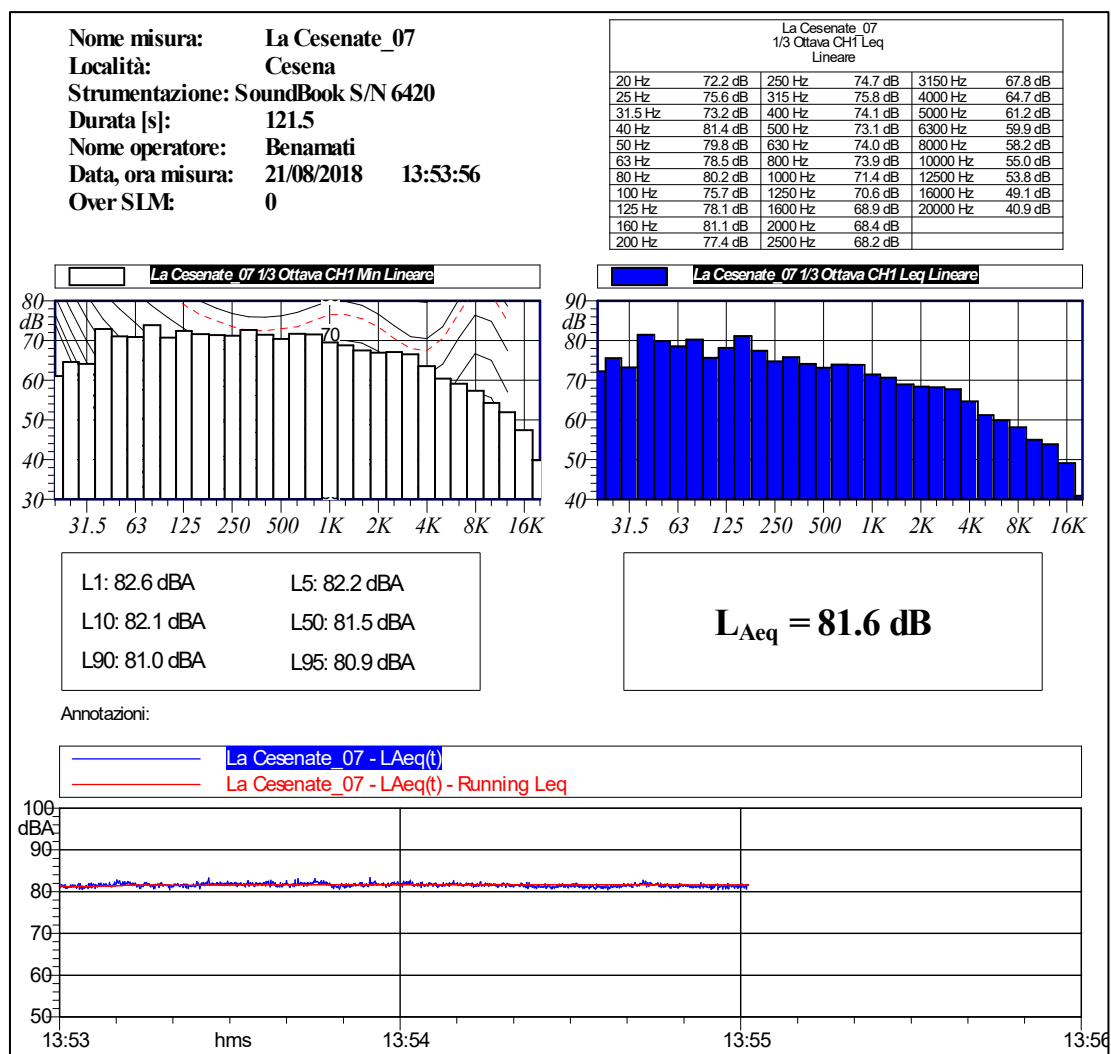 Nome misura: La Cesenate_07
Località: Cesena
Strumentazione: SoundBook S/N 6420
Durata [s]: 121.5
Nome operatore: Benamati
Data, ora misura: 21/08/2018 13:53:56
Over SLM: 0
La Cesenate_07
1/3 Ottava CH1 Leq
Lineare
20 Hz 72.2 dB 250 Hz 74.7 dB 3150 Hz 67.8 dB
25 Hz 75.6 dB 315 Hz 75.8 dB 4000 Hz 64.7 dB
31.5 Hz 73.2 dB 400 Hz 74.1 dB 5000 Hz 61.2 dB
40 Hz 81.4 dB 500 Hz 73.1 dB 6300 Hz 59.9 dB
50 Hz 79.8 dB 630 Hz 74.0 dB 8000 Hz 58.2 dB
63 Hz 78.5 dB 800 Hz 73.9 dB 10000 Hz 55.0 dB
80 Hz 80.2 dB 1000 Hz 71.4 dB 12500 Hz 53.8 dB
100 Hz 75.7 dB 1250 Hz 70.6 dB 16000 Hz 49.1 dB
125 Hz 78.1 dB 1600 Hz 68.9 dB 20000 Hz 40.9 dB
160 Hz 81.1 dB 2000 Hz 68.4 dB
200 Hz 77.4 dB 2500 Hz 68.2 dB
La Cesenate_07 1/3 Ottava CH1 Min Lineare
80
dB
70
60
50
40
30
70
31.5 63 125 250 500 1K 2K 4K 8K 16K
La Cesenate_07 1/3 Ottava CH1 Leq Lineare
90
dB
80
70
60
50
40
31.5 63 125 250 500 1K 2K 4K 8K 16K
L1: 82.6 dBA L5: 82.2 dBA
L10: 82.1 dBA L50: 81.5 dBA
L90: 81.0 dBA L95: 80.9 dBA
LAeq = 81.6 dB
Annotazioni:
La Cesenate_07 - LAeq(t)
La Cesenate_07 - LAeq(t) - Running Leq
100
dBA
90
80
70
60
50
13:53 hms 13:54 13:55 13:56